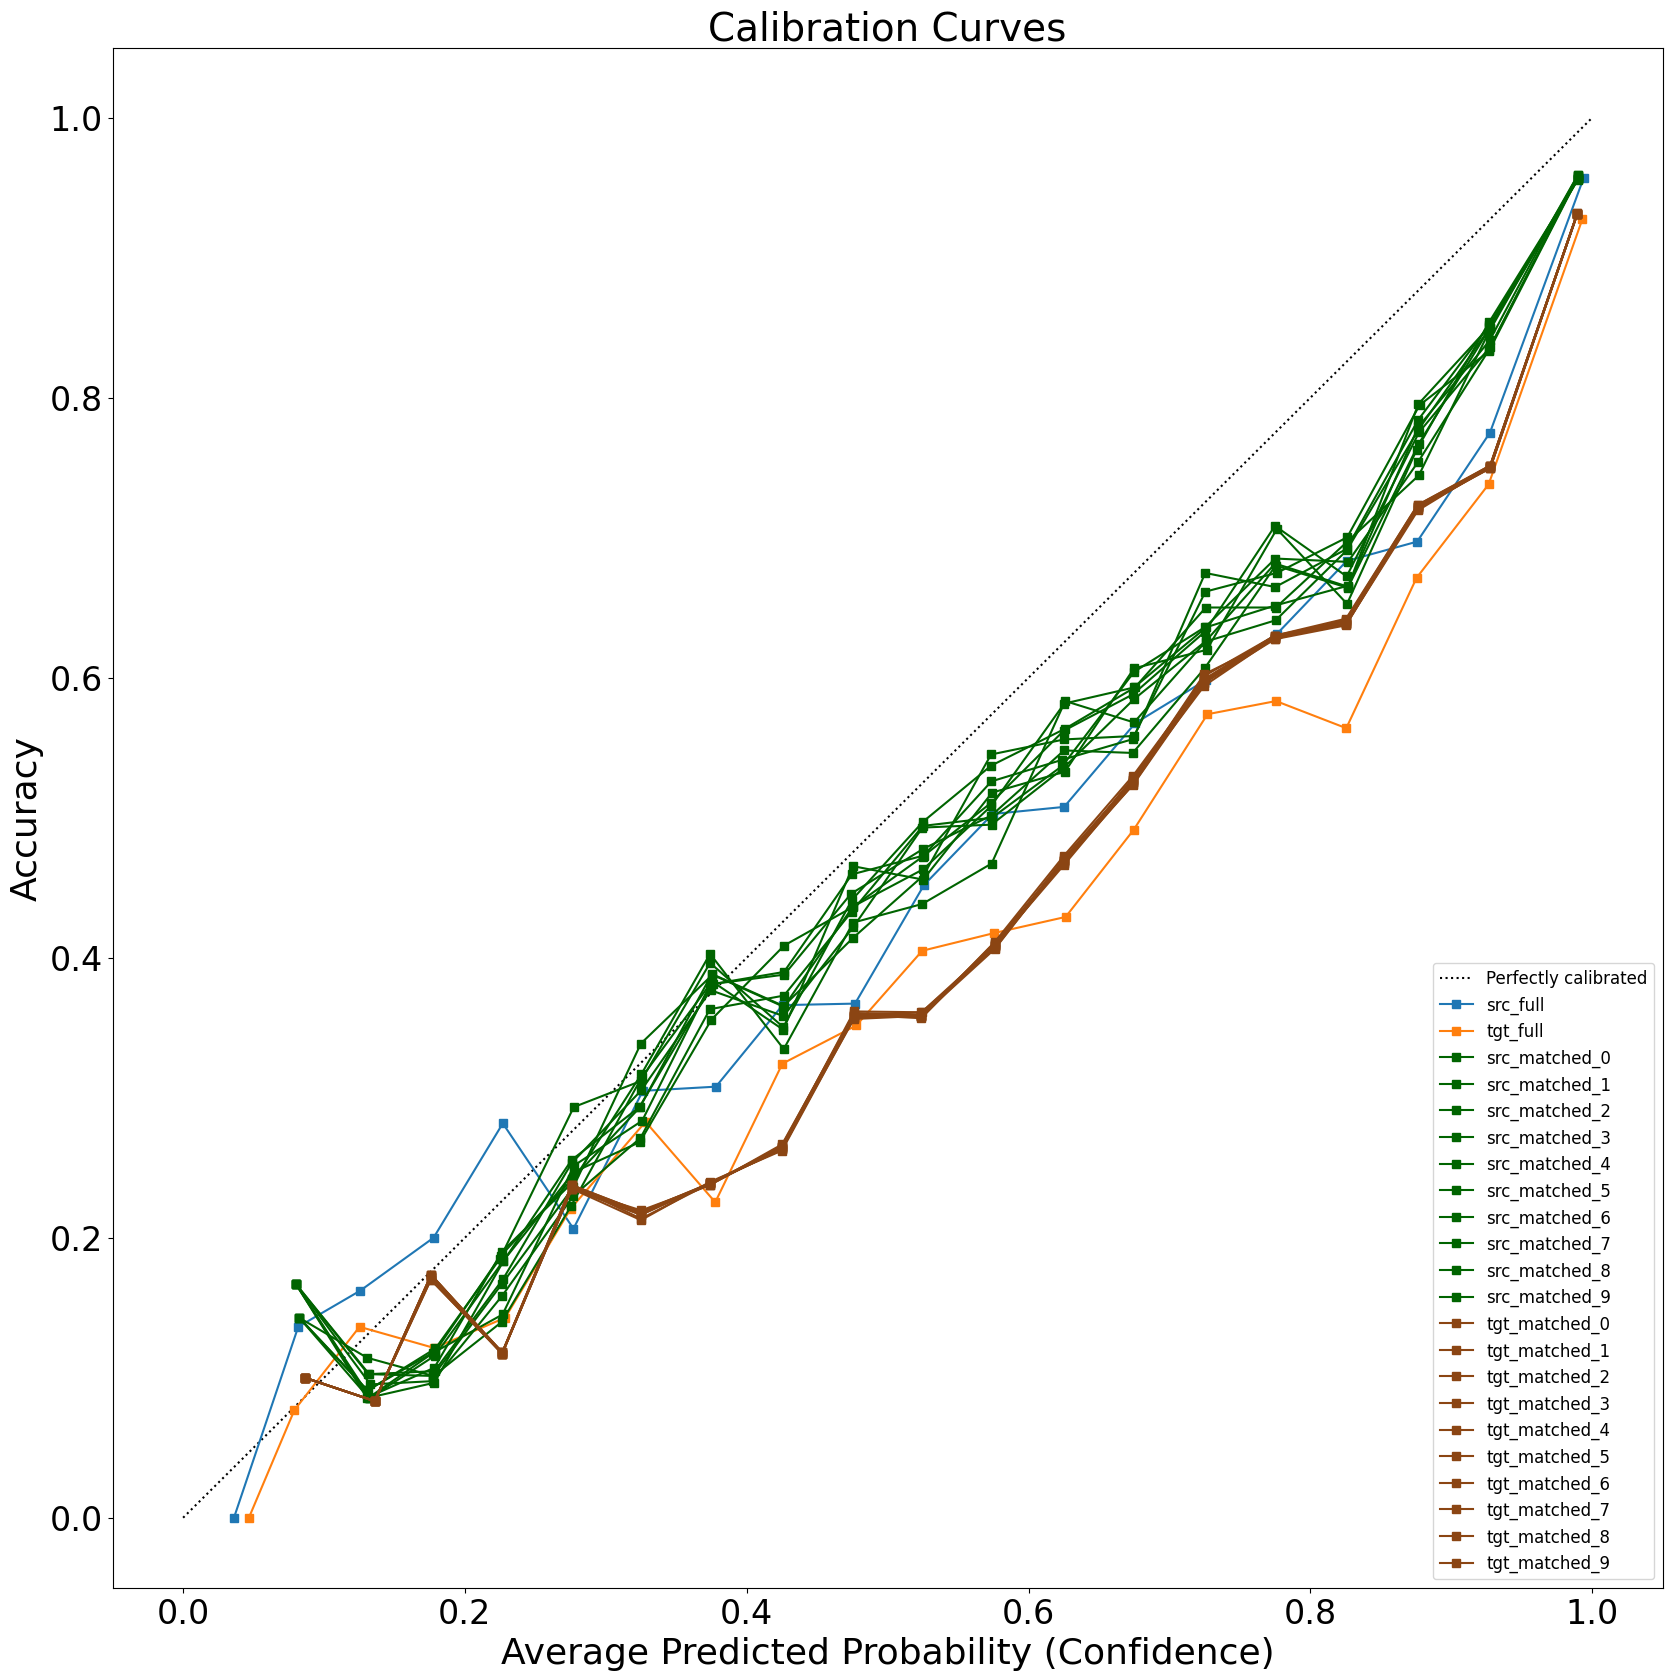 Calibration Curves
1.0
0.8
0.6
0.4
0.2
0.0
Accuracy
Perfectly calibrated
src_full
tgt_full
src_matched_0
src_matched_1
src_matched_2
src_matched_3
src_matched_4
src_matched_5
src_matched_6
src_matched_7
src_matched_8
src_matched_9
tgt_matched_0
tgt_matched_1
tgt_matched_2
tgt_matched_3
tgt_matched_4
tgt_matched_5
tgt_matched_6
tgt_matched_7
tgt_matched_8
tgt_matched_9
0.0 0.2 0.4 0.6 0.8 1.0
Average Predicted Probability (Confidence)